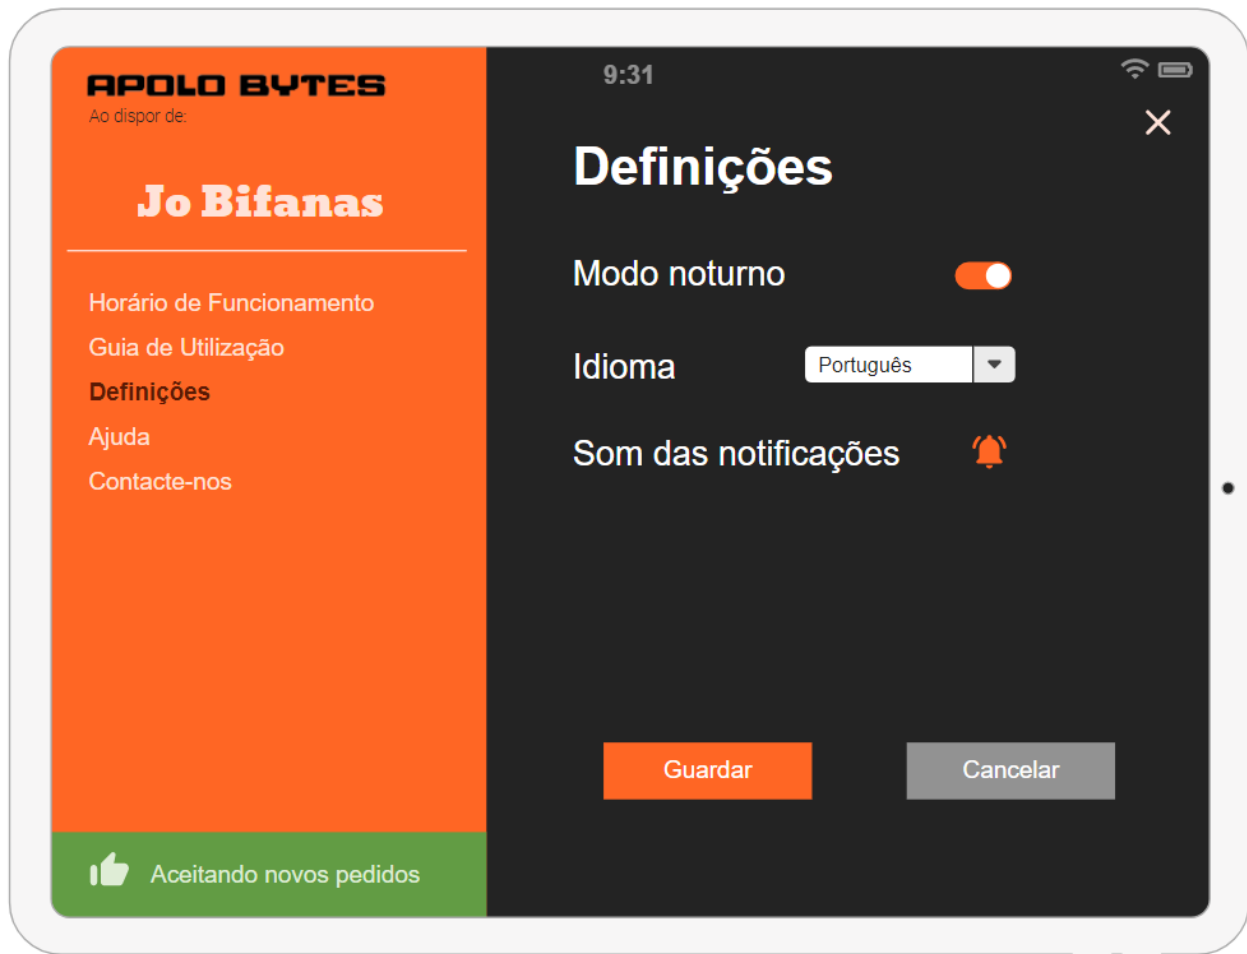 APOLO BYTES
Ao dispor de:
Jo Bifanas
Horário de Funcionamento
Guia de Utilização
Definições
Ajuda
Contacte-nos
Aceitando novos pedidos
9:31
Definições
Modo noturno
Idioma
Português
Som das notificações
Guardar
Cancelar